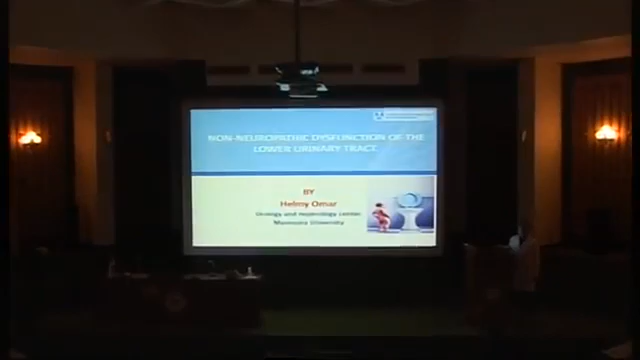 NON-NEUROPATHIC DYSFUNCTION OF THE
LOWER URINARY TRACT
BY
Helmy Omar
Urology and Nephrology Center
Mansoura University